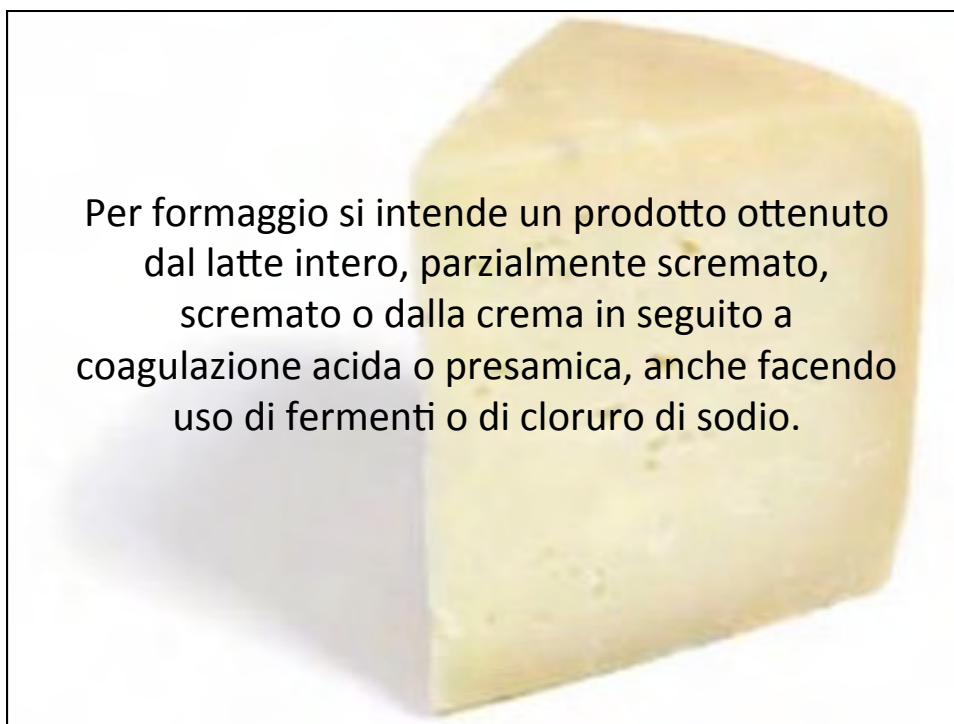 Per formaggio si intende un prodotto ottenuto
dal latte intero, parzialmente scremato,
scremato o dalla crema in seguito a
coagulazione acida o presamica, anche facendo
uso di fermenti o di cloruro di sodio.